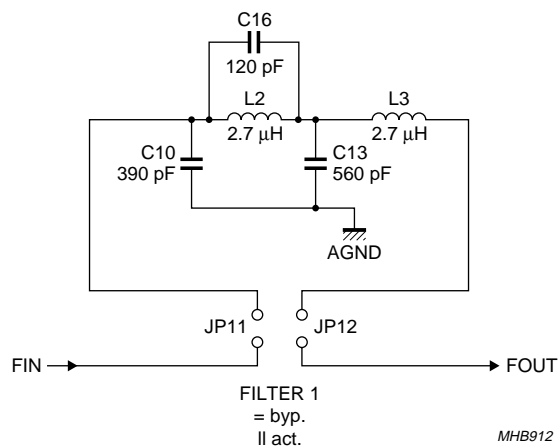 C16
120 pF
L2
2.7 μH
L3
2.7 μH
C10
390 pF
C13
560 pF
AGND
JP11
JP12
FIN
FOUT
FILTER 1
= byp.
II act.
MHB912